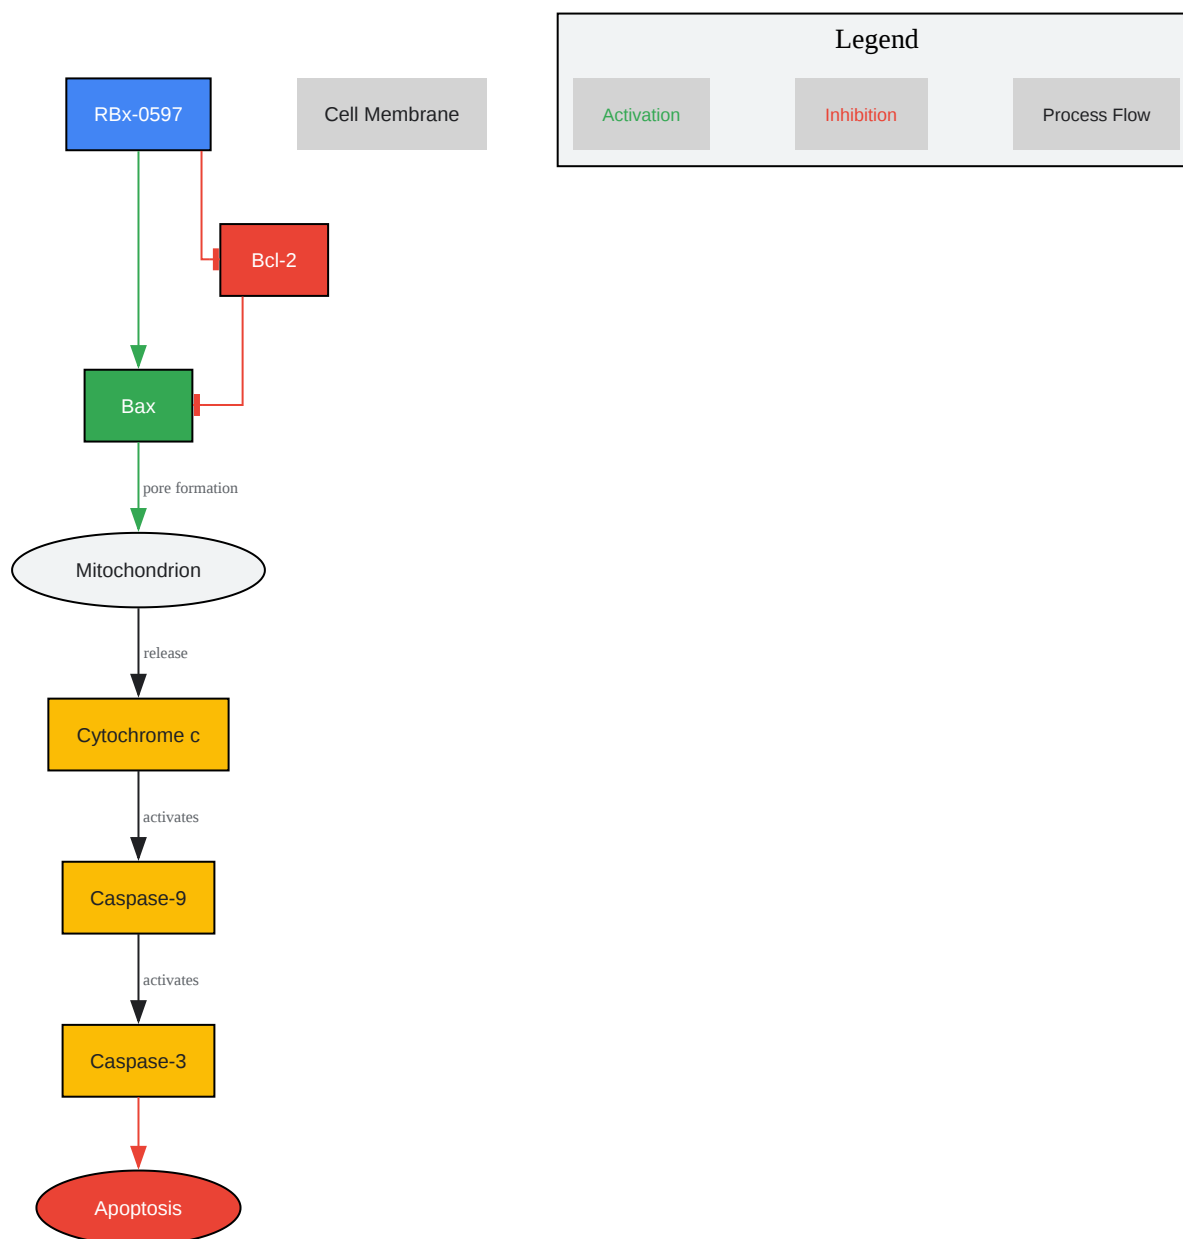 Legend
RBx-0597
Cell Membrane
Activation
Inhibition
Process Flow
Bcl-2
Bax
pore formation
Mitochondrion
release
Cytochrome c
activates
Caspase-9
activates
Caspase-3
Apoptosis